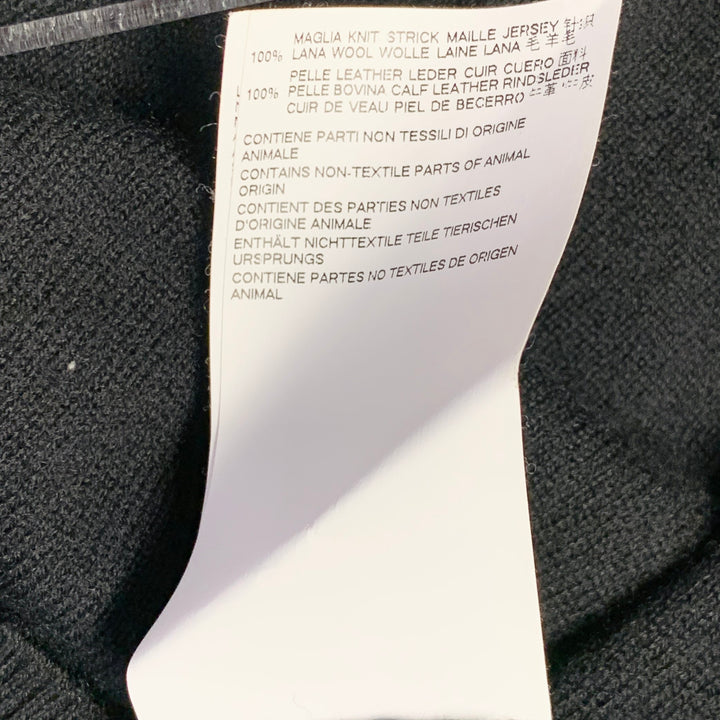 MAGLIA KNIT STRICK MAILLE JERSEY 针织
100% LANA WOOL WOLLE LAINE LANA 毛 羊毛
PELLE LEATHER LEDER CUIR CUERO 面料
100% PELLE BOVINA CALF LEATHER RINDSLEDER
CUIR DE VEAU PIEL DE BECERRO 牛革
CONTIENE PARTI NON TESSILI DI ORIGINE
ANIMALE
CONTAINS NON-TEXTILE PARTS OF ANIMAL
ORIGIN
CONTIENT DES PARTIES NON TEXTILES
D'ORIGINE ANIMALE
ENTHÄLT NICHTTEXTILE TEILE TIERISCHEN
URSPRUNGS
CONTIENE PARTES NO TEXTILES DE ORIGEN
ANIMAL